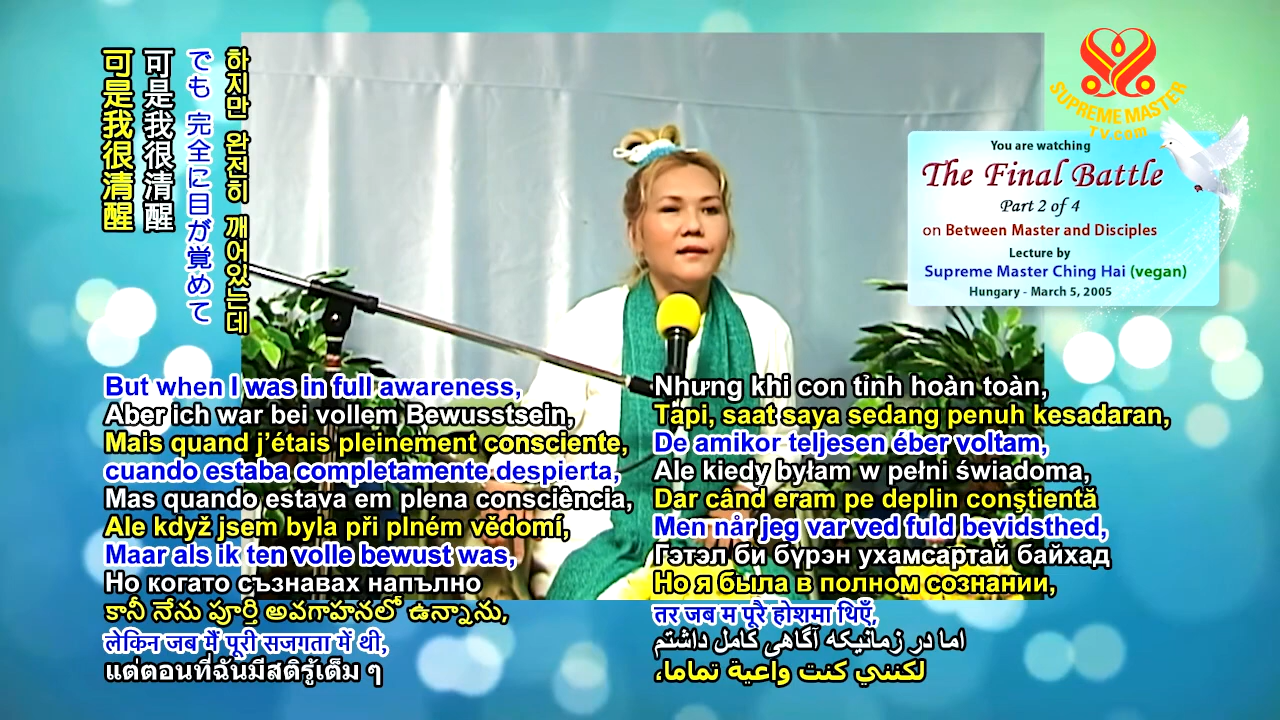 可是我很清醒
可是我很清醒
でも 完全に目が覚めて
하지만 완전히 깨어있는데
SUPREME MASTER
TV.com
You are watching
The Final Battle
Part 2 of 4
on Between Master and Disciples
Lecture by
Supreme Master Ching Hai (vegan)
Hungary - March 5, 2005
But when I was in full awareness,
Aber ich war bei vollem Bewusstsein,
Mais quand j’étais pleinement consciente,
cuando estaba completamente despierta,
Mas quando estava em plena consciência,
Ale když jsem byla při plném vědomí,
Maar als ik ten volle bewust was,
Но когато съзнавах напълно
కానీ నేను పూర్తి అవగాహనలో ఉన్నాను,
लेकिन जब मैं पूरी सजगता में थी,
แต่ตอนที่ฉันมีสติรู้เต็ม ๆ
Nhưng khi con tỉnh hoàn toàn,
Tapi, saat saya sedang penuh kesadaran,
De amikor teljesen éber voltam,
Ale kiedy byłam w pełni świadoma,
Dar când eram pe deplin conştientă
Men når jeg var ved fuld bevidsthed,
Гэтэл би бүрэн ухамсартай байхад
Но я была в полном сознании,
तर जब म पूरै होशमा थिएँ,
اما در زمانیکه آگاهی کامل داشتم
لكنني كنت واعية تماما،